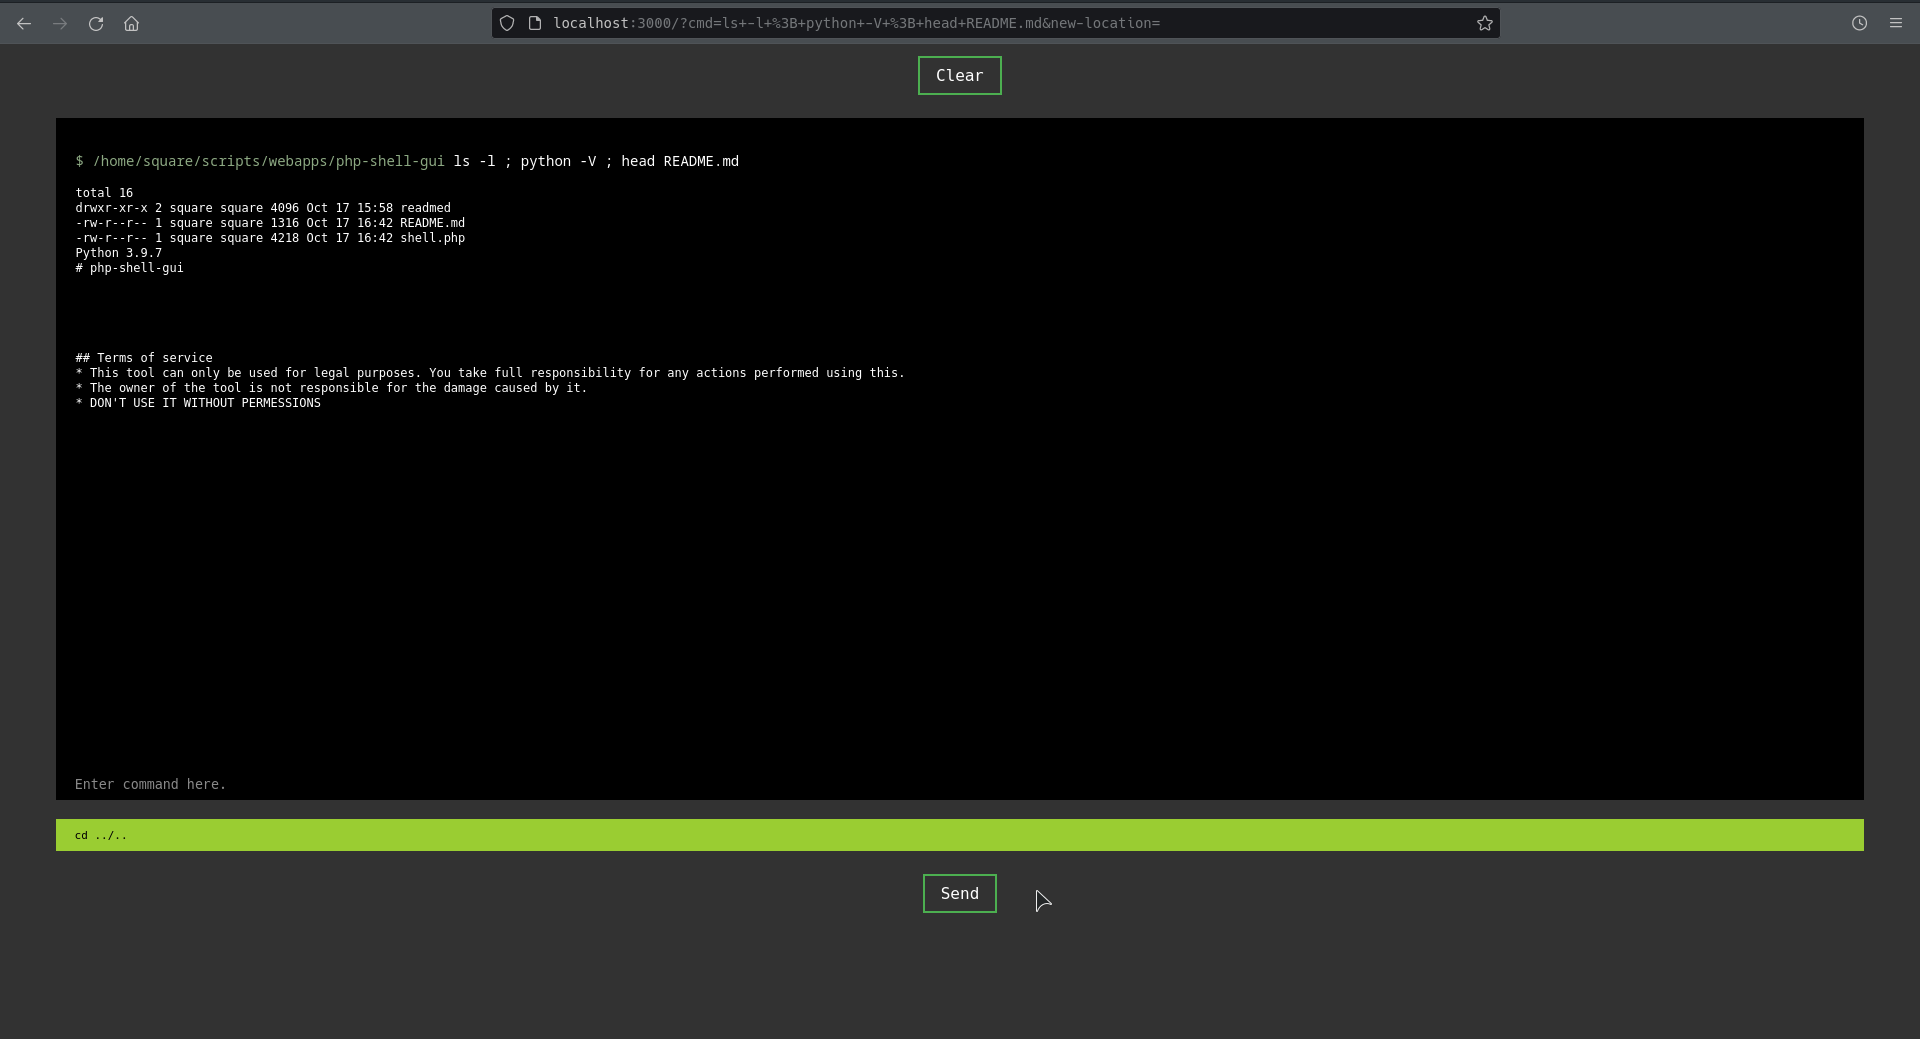 localhost:3000/?cmd=ls+-l+%3B+python+-V+%3B+head+README.md&new-location=
Clear
$ /home/square/scripts/webapps/php-shell-gui ls -l ; python -V ; head README.md
total 16
drwxr-xr-x 2 square square 4096 Oct 17 15:58 readmed
-rw-r--r-- 1 square square 1316 Oct 17 16:42 README.md
-rw-r--r-- 1 square square 4218 Oct 17 16:42 shell.php
Python 3.9.7
# php-shell-gui
## Terms of service
* This tool can only be used for legal purposes. You take full responsibility for any actions performed using this.
* The owner of the tool is not responsible for the damage caused by it.
* DON'T USE IT WITHOUT PERMESSIONS
Enter command here.
cd ../..
Send